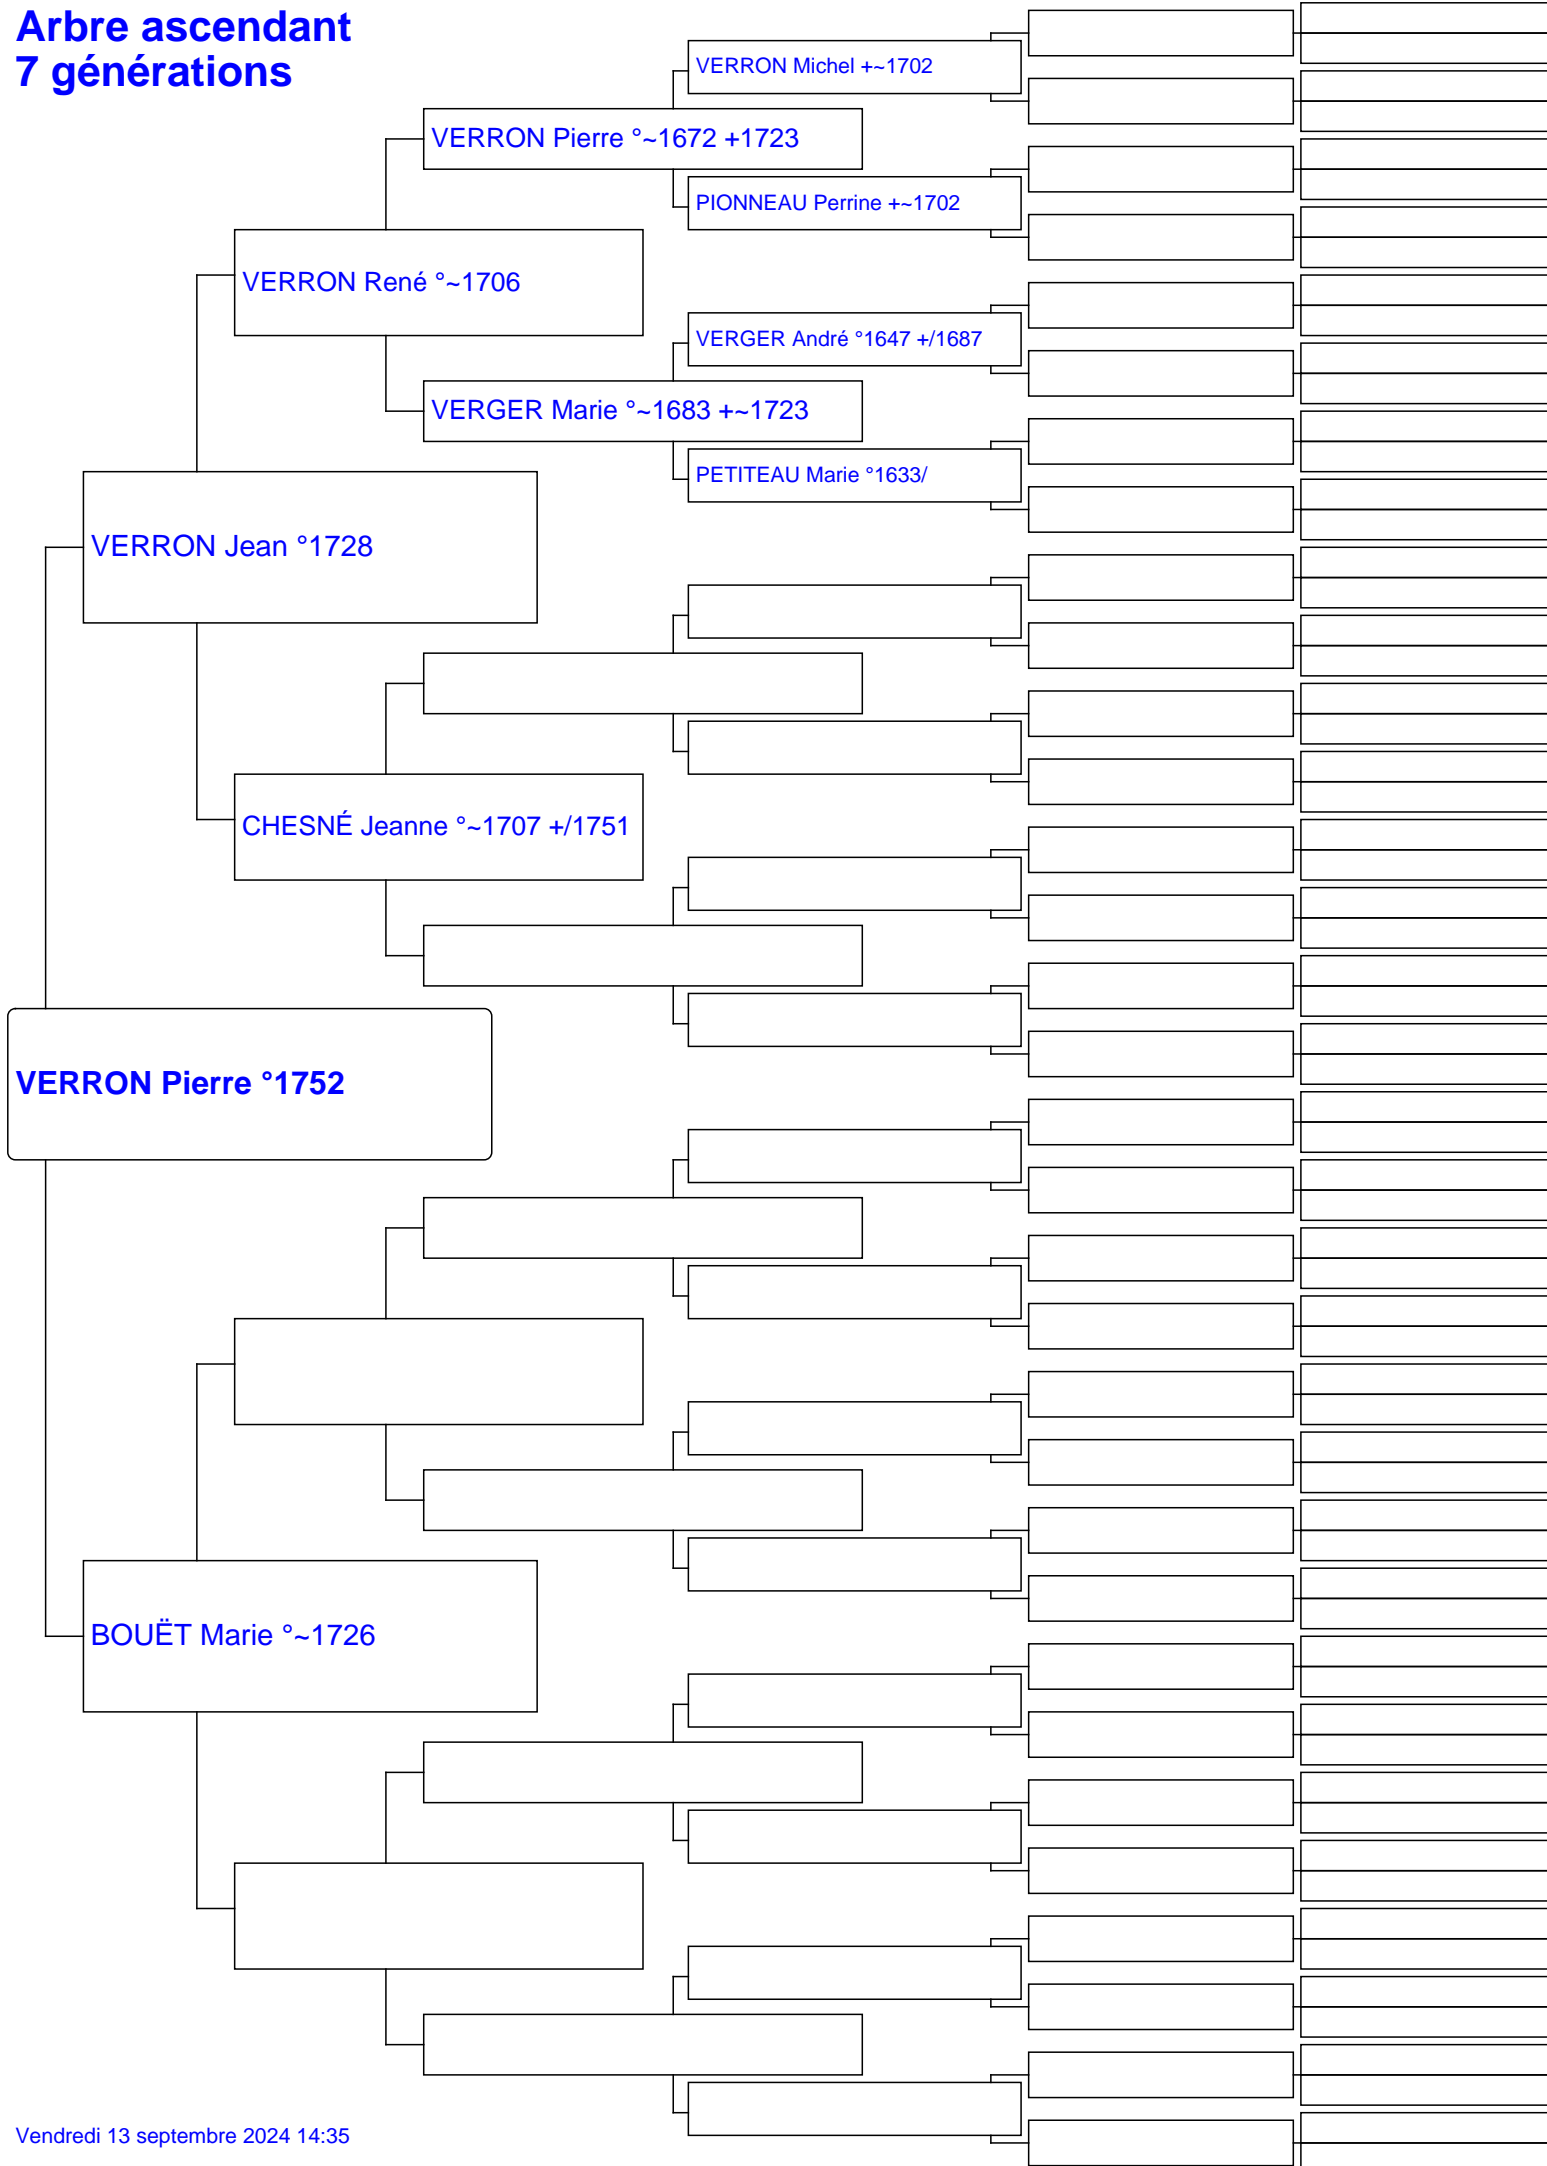 Arbre ascendant
7 générations
VERRON Michel +~1702
VERRON Pierre °~1672 +1723
PIONNEAU Perrine +~1702
VERRON René °~1706
VERGER André °1647 +/1687
VERGER Marie °~1683 +~1723
PETITEAU Marie °1633/
VERRON Jean °1728
CHESNÉ Jeanne °~1707 +/1751
VERRON Pierre °1752
BOUËT Marie °~1726
Vendredi 13 septembre 2024 14:35